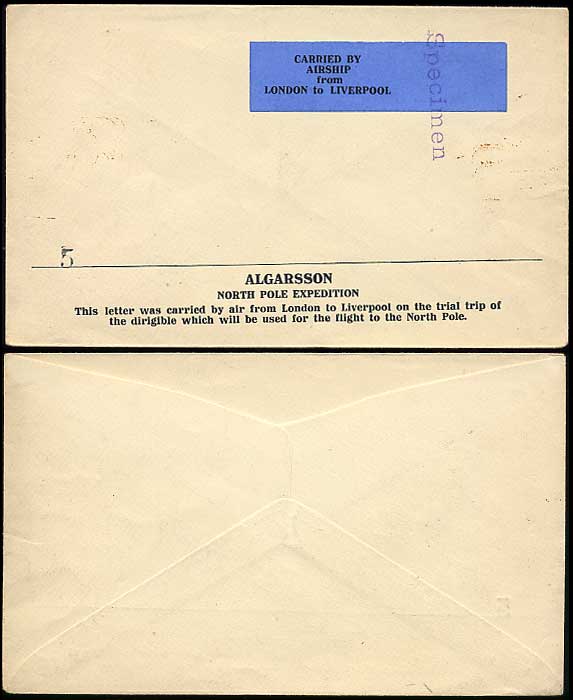 CARRIED BY
AIRSHIP
from
LONDON to LIVERPOOL
Specimen
5
ALGARSSON
NORTH POLE EXPEDITION
This letter was carried by air from London to Liverpool on the trial trip of
the dirigible which will be used for the flight to the North Pole.